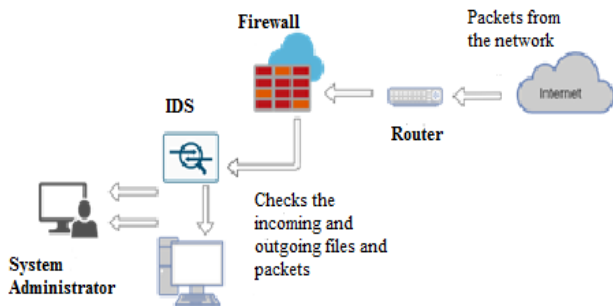 Firewall
Packets from
the network
Internet
Router
IDS
Checks the
incoming and
outgoing files and
packets
System
Administrator